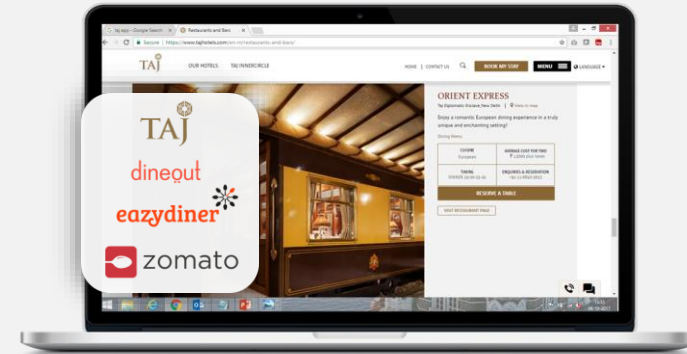 taj app - Google Search
Restaurants and Bars
Secure | https://www.tajhotels.com/en-in/restaurants-and-bars/
TAJ
OUR HOTELS
TAJ INNERCIRCLE
HOME | CONTACT US
BOOK MY STAY
MENU
LANGUAGE
ORIENT EXPRESS
Taj Diplomatic Enclave, New Delhi | View on map
Enjoy a romantic European dining experience in a truly
unique and enchanting setting!
Dining Menu
CUISINE
European
AVERAGE COST FOR TWO
TIMING
ENQUIRIES & RESERVATION
RESERVE A TABLE
VISIT RESTAURANT PAGE
TAJ
dineout
eazydiner
zomato